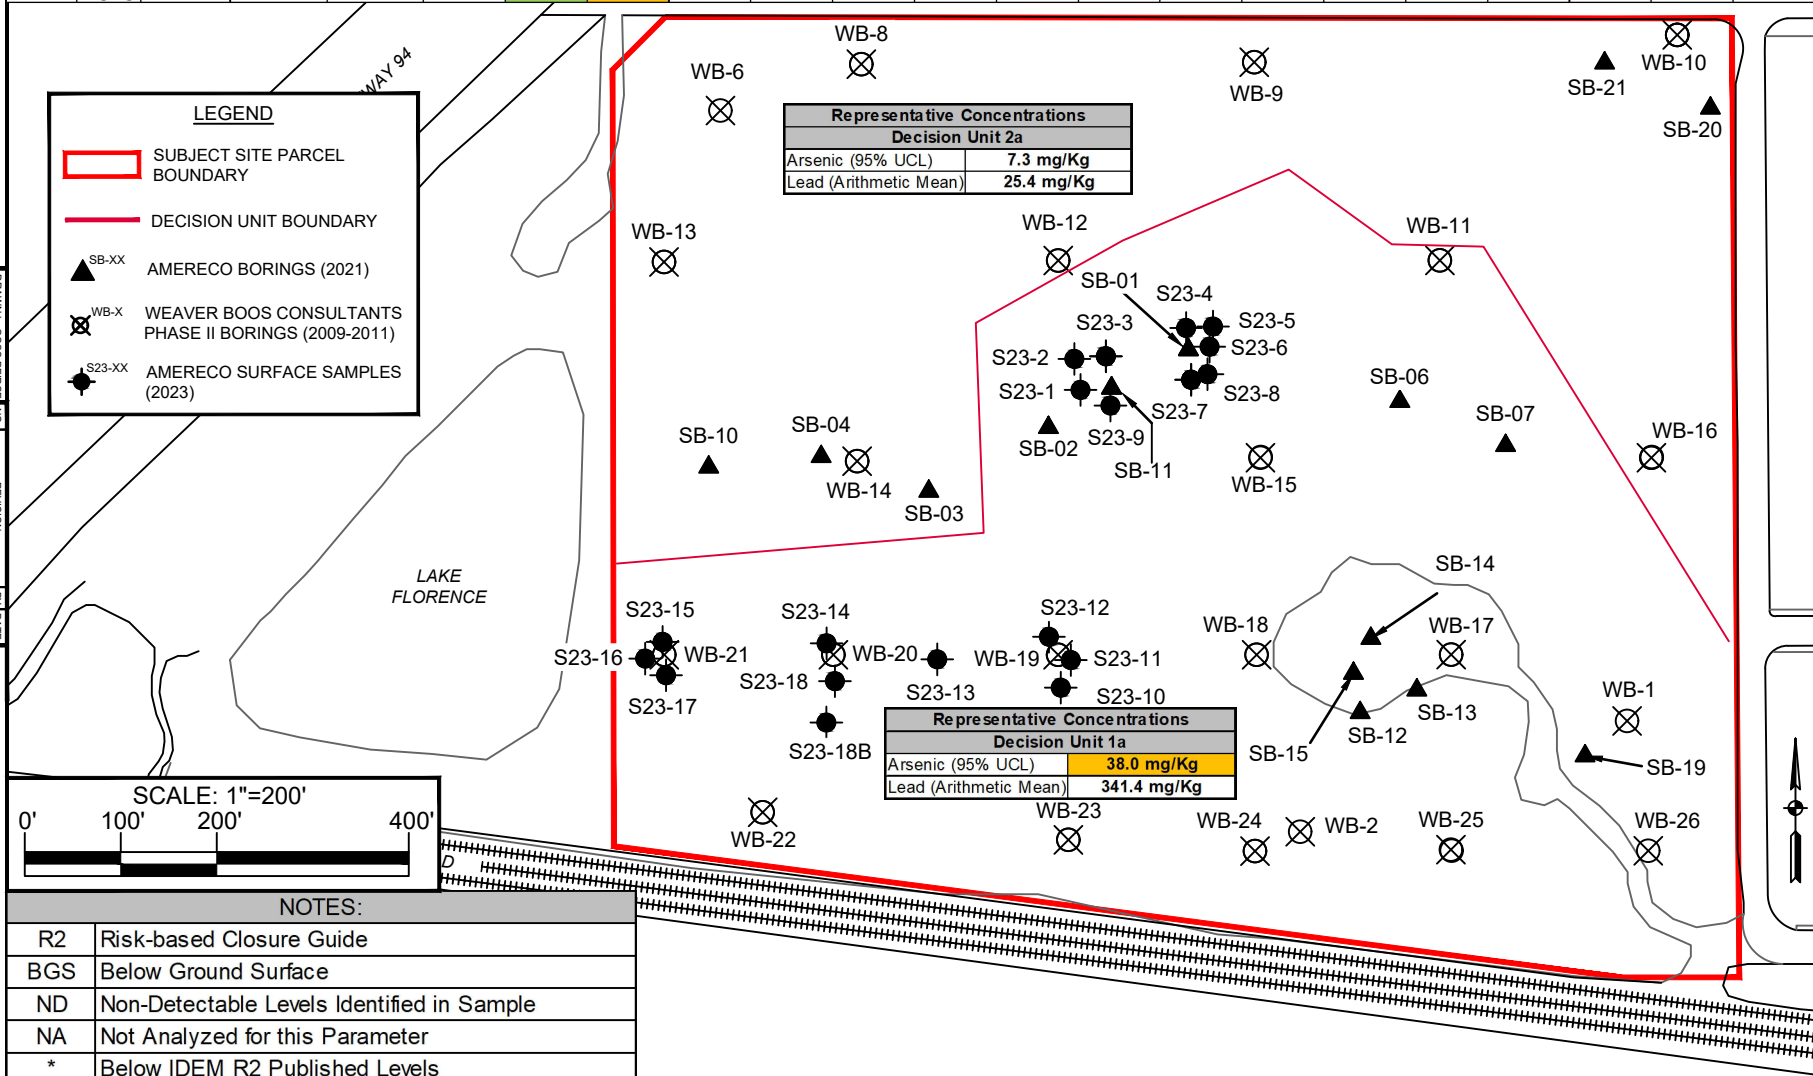 WAY 94
LEGEND
SUBJECT SITE PARCEL
BOUNDARY
DECISION UNIT BOUNDARY
SB-XX
AMERECO BORINGS (2021)
WB-X
WEAVER BOOS CONSULTANTS
PHASE II BORINGS (2009-2011)
S23-XX
AMERECO SURFACE SAMPLES
(2023)
WB-8
WB-6
WB-9
WB-10
SB-21
SB-20
Representative Concentrations
Decision Unit 2a
Arsenic (95% UCL) 7.3 mg/Kg
Lead (Arithmetic Mean) 25.4 mg/Kg
WB-13
WB-12
WB-11
SB-01
S23-4
S23-3
S23-5
S23-2
S23-6
S23-1
S23-8
S23-7
SB-06
SB-07
SB-10
SB-04
S23-9
SB-02
WB-16
SB-11
WB-14
WB-15
SB-03
LAKE
FLORENCE
SB-14
S23-15
S23-14
S23-12
WB-18
WB-17
S23-16
WB-21
WB-20
WB-19
S23-11
S23-18
S23-13
S23-10
S23-17
WB-1
SB-13
SB-12
S23-18B
SB-15
SB-19
Representative Concentrations
Decision Unit 1a
Arsenic (95% UCL) 38.0 mg/Kg
Lead (Arithmetic Mean) 341.4 mg/Kg
WB-22
WB-23
WB-24
WB-2
WB-25
WB-26
SCALE: 1"=200'
0' 100' 200' 400'
D
NOTES:
R2 Risk-based Closure Guide
BGS Below Ground Surface
ND Non-Detectable Levels Identified in Sample
NA Not Analyzed for this Parameter
* Below IDEM R2 Published Levels